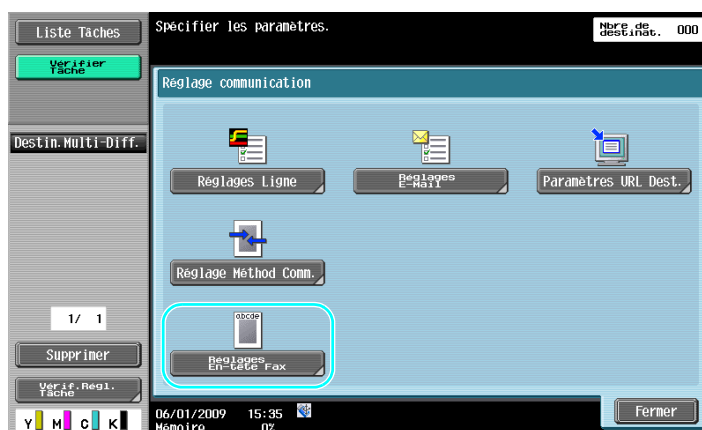 Liste Tâches
Vérifier
Tâche
Destin.Multi-Diff.
1/ 1
Supprimer
Vérif.Régl.
Tâche
Y M C K
Spécifier les paramètres.
Nbre de
destinat. 000
Réglage communication
Réglages Ligne
Réglages
E-Mail
Paramètres URL Dest.
Réglage Méthod Comm.
abcde
Réglages
En-tête Fax
06/01/2009 15:35
Mémoire 0%
Fermer